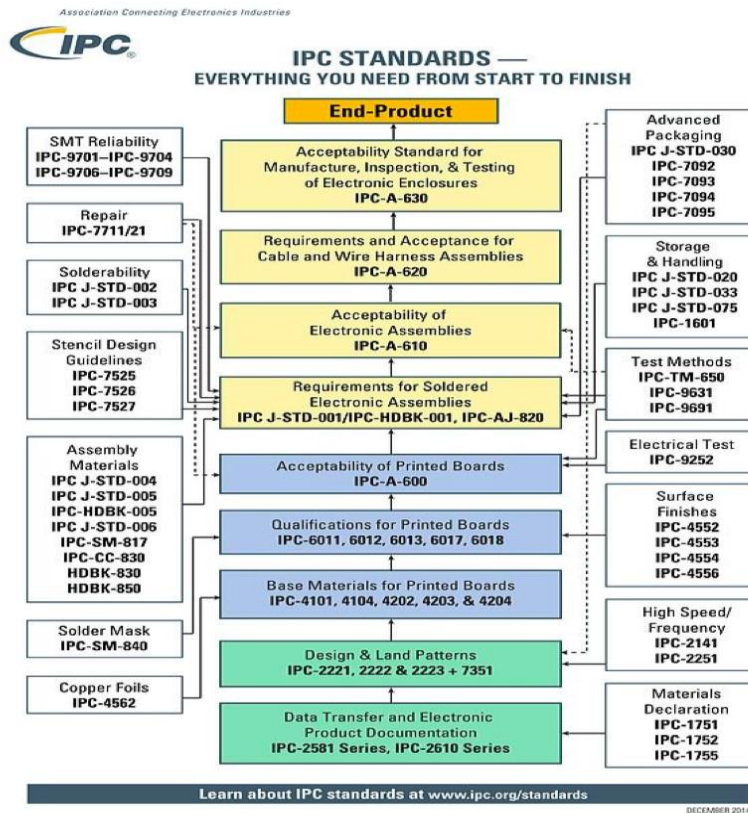 Association Connecting Electronics Industries
IPC®
IPC STANDARDS —
EVERYTHING YOU NEED FROM START TO FINISH
End-Product
Acceptability Standard for
Manufacture, Inspection, & Testing
of Electronic Enclosures
IPC-A-630
Requirements and Acceptance for
Cable and Wire Harness Assemblies
IPC-A-620
Acceptability of
Electronic Assemblies
IPC-A-610
Requirements for Soldered
Electronic Assemblies
IPC J-STD-001/IPC-HDBK-001, IPC-AJ-820
Acceptability of Printed Boards
IPC-A-600
Qualifications for Printed Boards
IPC-6011, 6012, 6013, 6017, 6018
Base Materials for Printed Boards
IPC-4101, 4104, 4202, 4203, & 4204
Design & Land Patterns
IPC-2221, 2222 & 2223 + 7351
Data Transfer and Electronic
Product Documentation
IPC-2581 Series, IPC-2610 Series
SMT Reliability
IPC-9701–IPC-9704
IPC-9706–IPC-9709
Repair
IPC-7711/21
Solderability
IPC J-STD-002
IPC J-STD-003
Stencil Design
Guidelines
IPC-7525
IPC-7526
IPC-7527
Assembly
Materials
IPC J-STD-004
IPC J-STD-005
IPC-HDBK-005
IPC J-STD-006
IPC-SM-817
IPC-CC-830
HDBK-830
HDBK-850
Solder Mask
IPC-SM-840
Copper Foils
IPC-4562
Advanced
Packaging
IPC J-STD-030
IPC-7092
IPC-7093
IPC-7094
IPC-7095
Storage
& Handling
IPC J-STD-020
IPC J-STD-033
IPC J-STD-075
IPC-1601
Test Methods
IPC-TM-650
IPC-9631
IPC-9691
Electrical Test
IPC-9252
Surface
Finishes
IPC-4552
IPC-4553
IPC-4554
IPC-4556
High Speed/
Frequency
IPC-2141
IPC-2251
Materials
Declaration
IPC-1751
IPC-1752
IPC-1755
Learn about IPC standards at www.ipc.org/standards
DECEMBER 2014